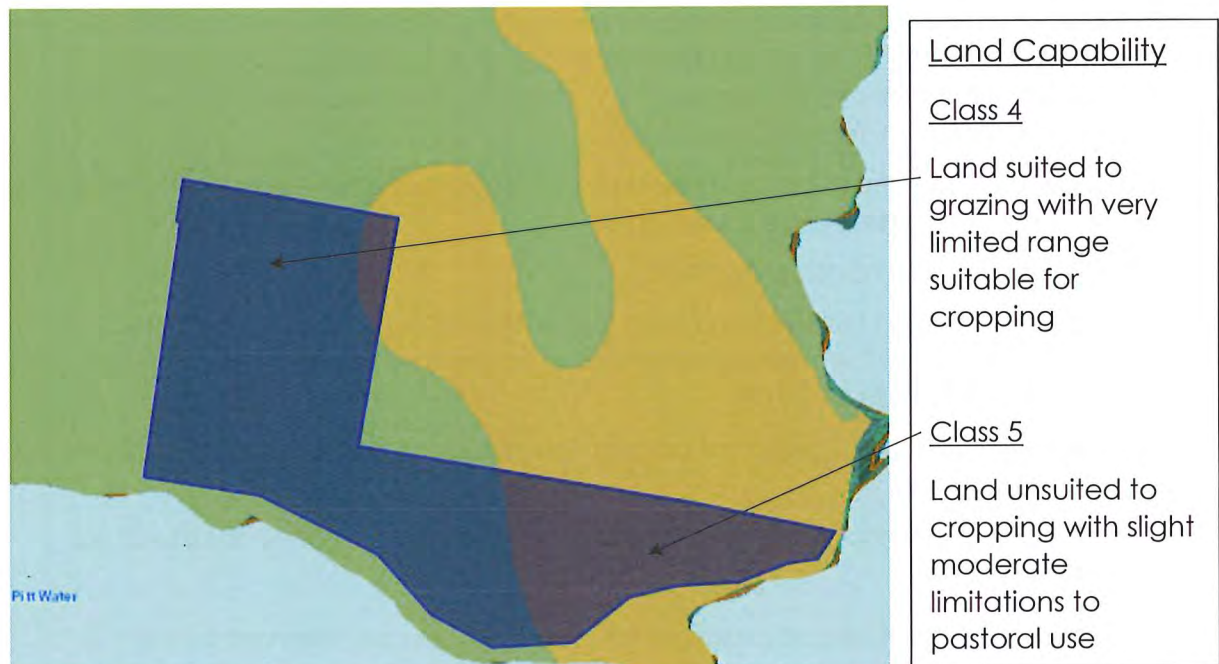 Land Capability
Class 4
Land suited to
grazing with very
limited range
suitable for
cropping
Class 5
Land unsuited to
cropping with slight
moderate
limitations to
pastoral use
Pitt Water